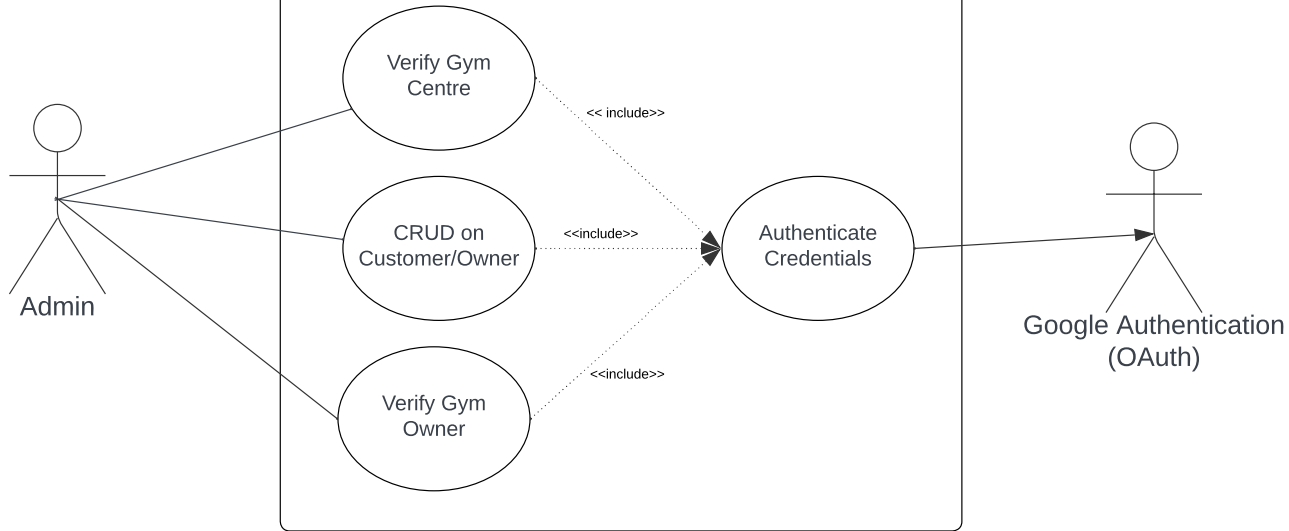 Verify Gym
Centre
<< include>>
CRUD on
Customer/Owner
<<include>>
Authenticate
Credentials
Admin
Google Authentication
(OAuth)
<<include>>
Verify Gym
Owner